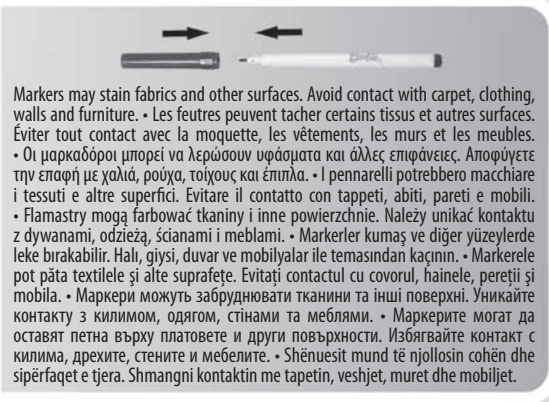 Markers may stain fabrics and other surfaces. Avoid contact with carpet, clothing,
walls and furniture. • Les feutres peuvent tacher certains tissus et autres surfaces.
Éviter tout contact avec la moquette, les vêtements, les murs et les meubles.
• Οι μαρκαδόροι μπορεί να λερώσουν υφάσματα και άλλες επιφάνειες. Αποφύγετε
την επαφή με χαλιά, ρούχα, τοίχους και έπιπλα. • I pennarelli potrebbero macchiare
i tessuti e altre superfici. Evitare il contatto con tappeti, abiti, pareti e mobili.
• Flamastry mogą farbować tkaniny i inne powierzchnie. Należy unikać kontaktu
z dywanami, odzieżą, ścianami i meblami. • Markerler kumaş ve diğer yüzeylerde
leke bırakabilir. Halı, giysi, duvar ve mobilyalar ile temasından kaçının. • Markerele
pot păta textilele şi alte suprafeţe. Evitaţi contactul cu covorul, hainele, pereţii şi
mobila. • Маркери можуть забруднювати тканини та інші поверхні. Уникайте
контакту з килимом, одягом, стінами та меблями. • Маркерите могат да
оставят петна върху платовете и други повърхности. Избягвайте контакт с
килима, дрехите, стените и мебелите. • Shënuesit mund të njollosin cohën dhe
sipërfaqet e tjera. Shmangni kontaktin me tapetin, veshjet, muret dhe mobiljet.